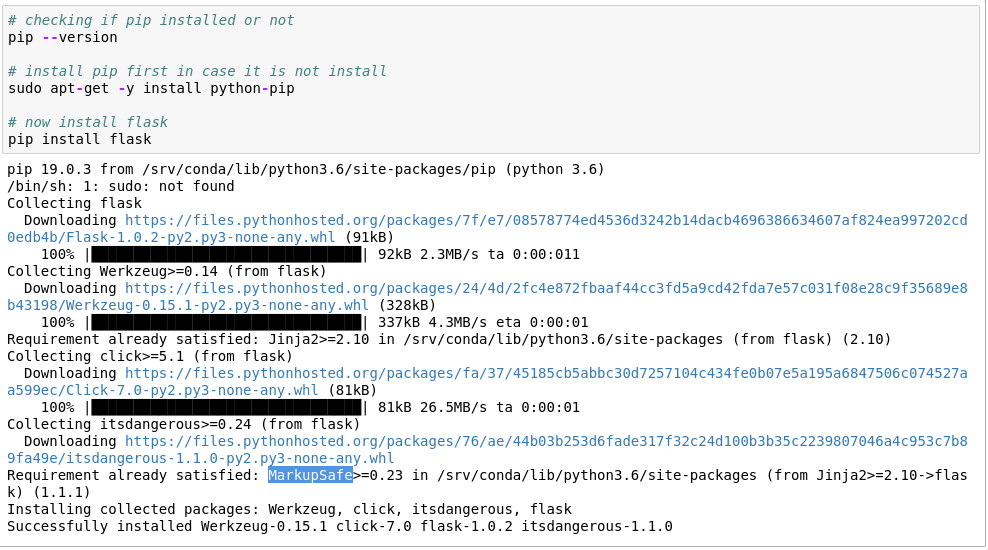 # checking if pip installed or not
pip --version
# install pip first in case it is not install
sudo apt-get -y install python-pip
# now install flask
pip install flask
pip 19.0.3 from /srv/conda/lib/python3.6/site-packages/pip (python 3.6)
/bin/sh: 1: sudo: not found
Collecting flask
Downloading https://files.pythonhosted.org/packages/7f/e7/08578774ed4536d3242b14dacb4696386634607af824ea997202cd
0edb4b/Flask-1.0.2-py2.py3-none-any.whl (91kB)
100% |████████████████████████████████| 92kB 2.3MB/s ta 0:00:011
Collecting Werkzeug>=0.14 (from flask)
Downloading https://files.pythonhosted.org/packages/24/4d/2fc4e872fbaaf44cc3fd5a9cd42fda7e57c031f08e28c9f35689e8
b43198/Werkzeug-0.15.1-py2.py3-none-any.whl (328kB)
100% |████████████████████████████████| 337kB 4.3MB/s eta 0:00:01
Requirement already satisfied: Jinja2>=2.10 in /srv/conda/lib/python3.6/site-packages (from flask) (2.10)
Collecting click>=5.1 (from flask)
Downloading https://files.pythonhosted.org/packages/fa/37/45185cb5abbc30d7257104c434fe0b07e5a195a6847506c074527a
a599ec/Click-7.0-py2.py3-none-any.whl (81kB)
100% |████████████████████████████████| 81kB 26.5MB/s ta 0:00:01
Collecting itsdangerous>=0.24 (from flask)
Downloading https://files.pythonhosted.org/packages/76/ae/44b03b253d6fade317f32c24d100b3b35c2239807046a4c953c7b8
9fa49e/itsdangerous-1.1.0-py2.py3-none-any.whl
Requirement already satisfied: MarkupSafe>=0.23 in /srv/conda/lib/python3.6/site-packages (from Jinja2>=2.10->flas
k) (1.1.1)
Installing collected packages: Werkzeug, click, itsdangerous, flask
Successfully installed Werkzeug-0.15.1 click-7.0 flask-1.0.2 itsdangerous-1.1.0